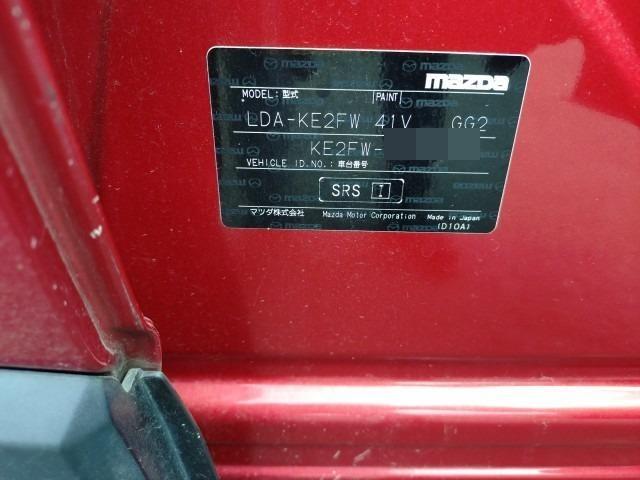 mazda
MODEL: 型式 PAINT
LDA-KE2FW 41V GG2
KE2FW-
VEHICLE ID.NO.: 車台番号
SRS I
マツダ株式会社 Mazda Motor Corporation Made in Japan
(D10A)